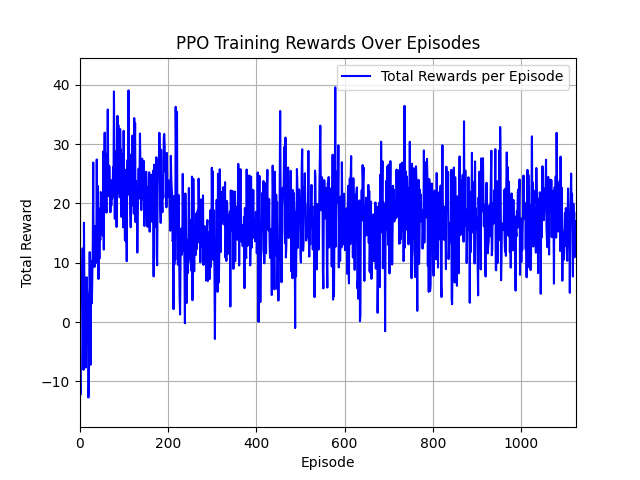 PPO Training Rewards Over Episodes
Total Rewards per Episode
40
30
20
10
0
−10
Total Reward
0 200 400 600 800 1000
Episode